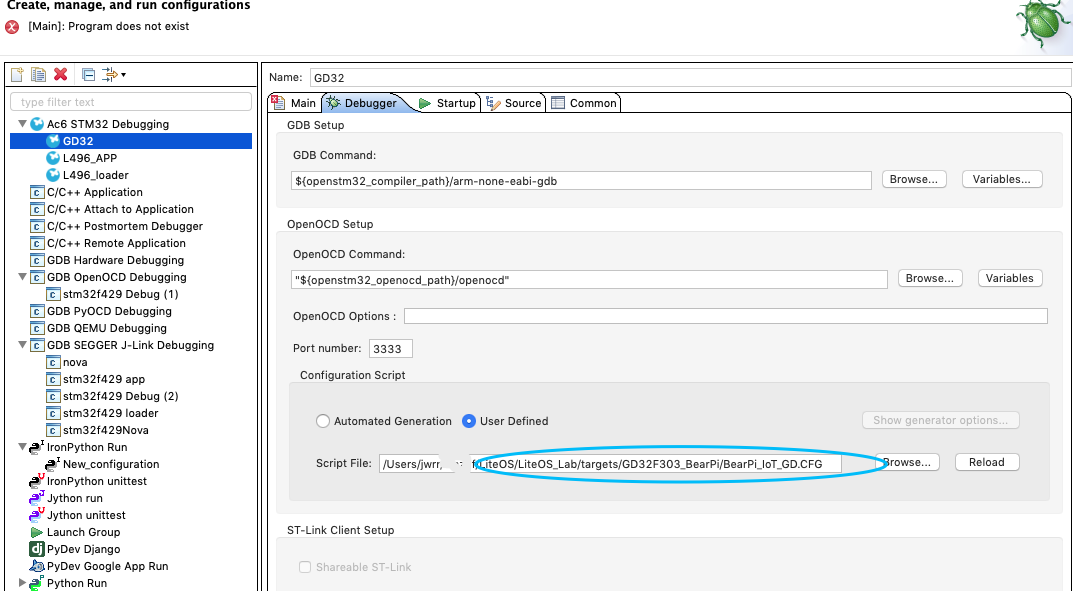 Create, manage, and run configurations
[Main]: Program does not exist
type filter text
Ac6 STM32 Debugging
GD32
L496_APP
L496_loader
C/C++ Application
C/C++ Attach to Application
C/C++ Postmortem Debugger
C/C++ Remote Application
GDB Hardware Debugging
GDB OpenOCD Debugging
stm32f429 Debug (1)
GDB PyOCD Debugging
GDB QEMU Debugging
GDB SEGGER J-Link Debugging
nova
stm32f429 app
stm32f429 Debug (2)
stm32f429 loader
stm32f429Nova
IronPython Run
New_configuration
IronPython unittest
Jython run
Jython unittest
Launch Group
PyDev Django
PyDev Google App Run
Python Run
Name: GD32
Main Debugger Startup Source Common
GDB Setup
GDB Command:
${openstm32_compiler_path}/arm-none-eabi-gdb Browse... Variables...
OpenOCD Setup
OpenOCD Command:
"${openstm32_openocd_path}/openocd" Browse... Variables
OpenOCD Options :
Port number: 3333
Configuration Script
Automated Generation User Defined Show generator options...
Script File: /Users/jwrr, f/LiteOS/LiteOS_Lab/targets/GD32F303_BearPi/BearPi_IoT_GD.CFG Browse... Reload
ST-Link Client Setup
Shareable ST-Link